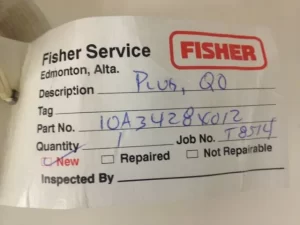 Fisher Service
FISHER
Edmonton, Alta.
Description PLUG, QO
Tag
Part No. 10A3428X012
Quantity 1 Job No. T8514
New Repaired Not Repairable
Inspected By